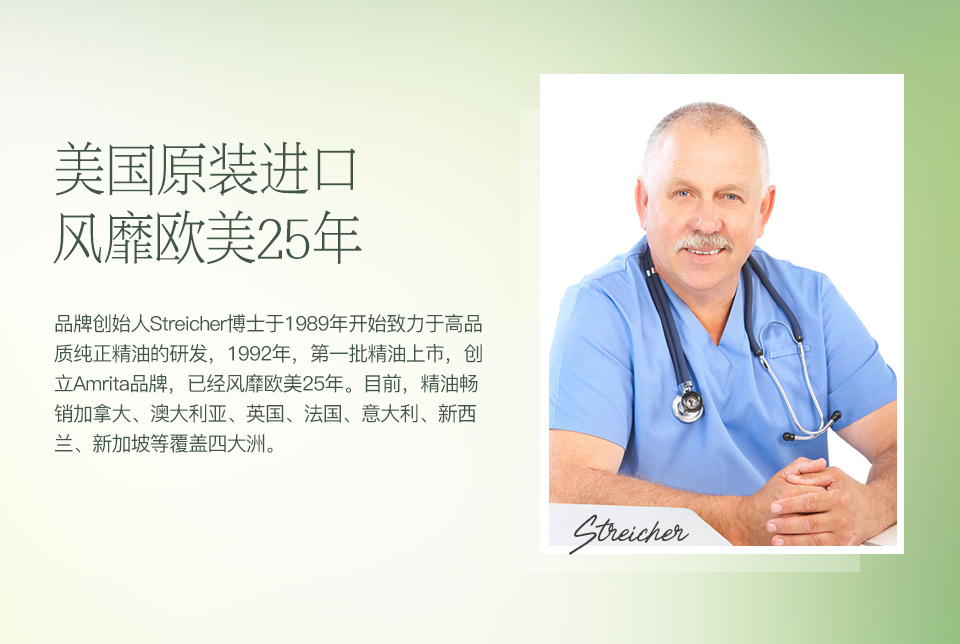 美国原装进口
风靡欧美25年
品牌创始人Streicher博士于1989年开始致力于高品
质纯正精油的研发，1992年，第一批精油上市，创
立Amrita品牌，已经风靡欧美25年。目前，精油畅
销加拿大、澳大利亚、英国、法国、意大利、新西
兰、新加坡等覆盖四大洲。
Streicher